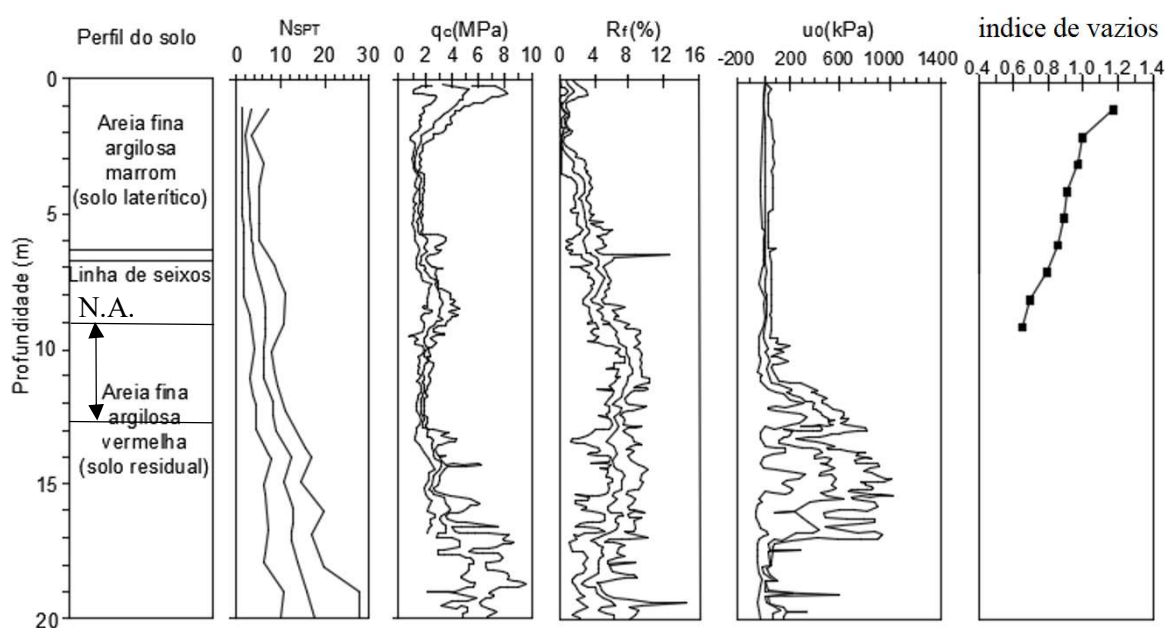 Perfil do solo
NSPT
0 10 20 30
qc(MPa)
0 2 4 6 8 10
Rf(%)
0 4 8 12 16
u0(kPa)
-200 200 600 1000 1400
indice de vazios
0.4 0.6 0.8 1.0 1.2 1.4
Profundidade (m)
0
5
10
15
20
Areia fina
argilosa
marrom
(solo laterítico)
Linha de seixos
N.A.
Areia fina
argilosa
vermelha
(solo residual)